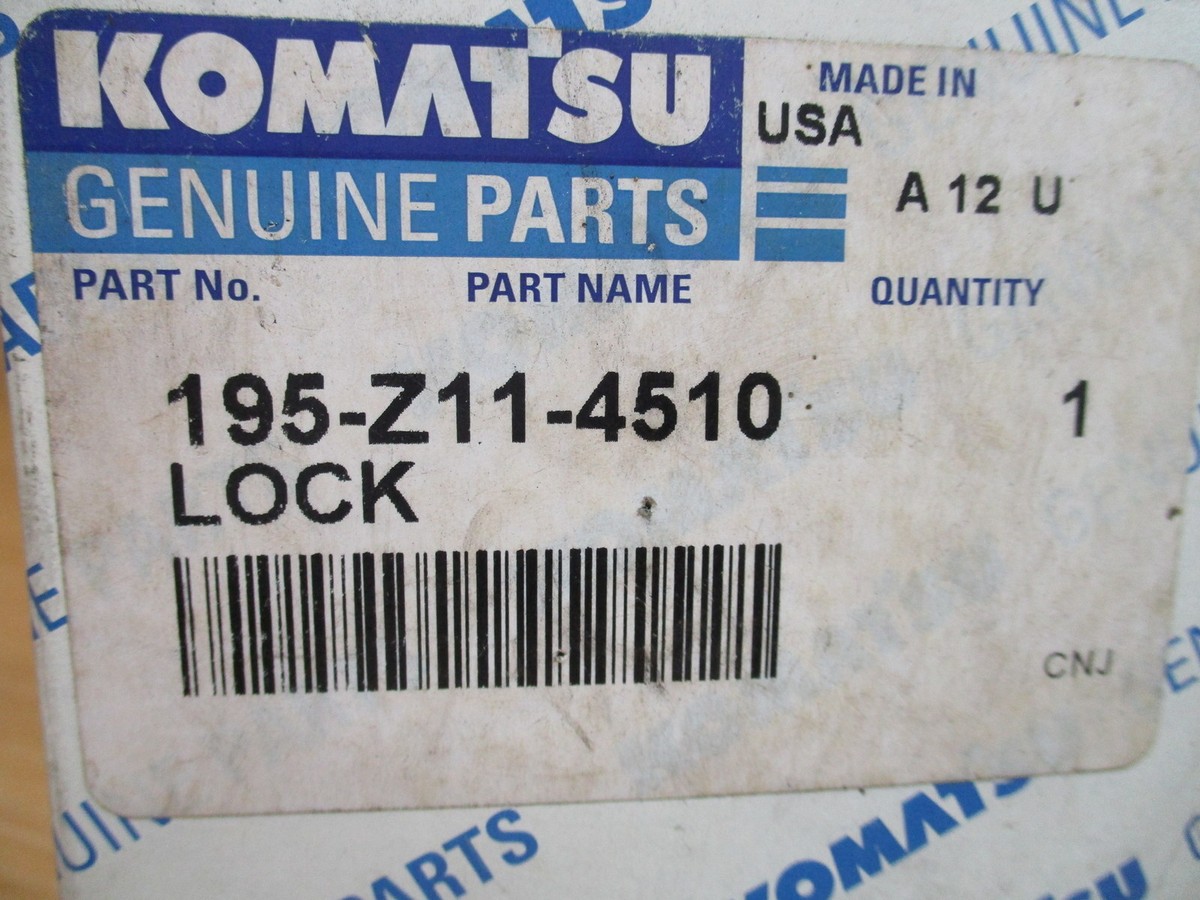 KOMATSU
GENUINE PARTS
MADE IN
USA
A 12 U
PART No.
PART NAME
QUANTITY
195-Z11-4510
1
LOCK
CNJ
PARTS
KOMATSU